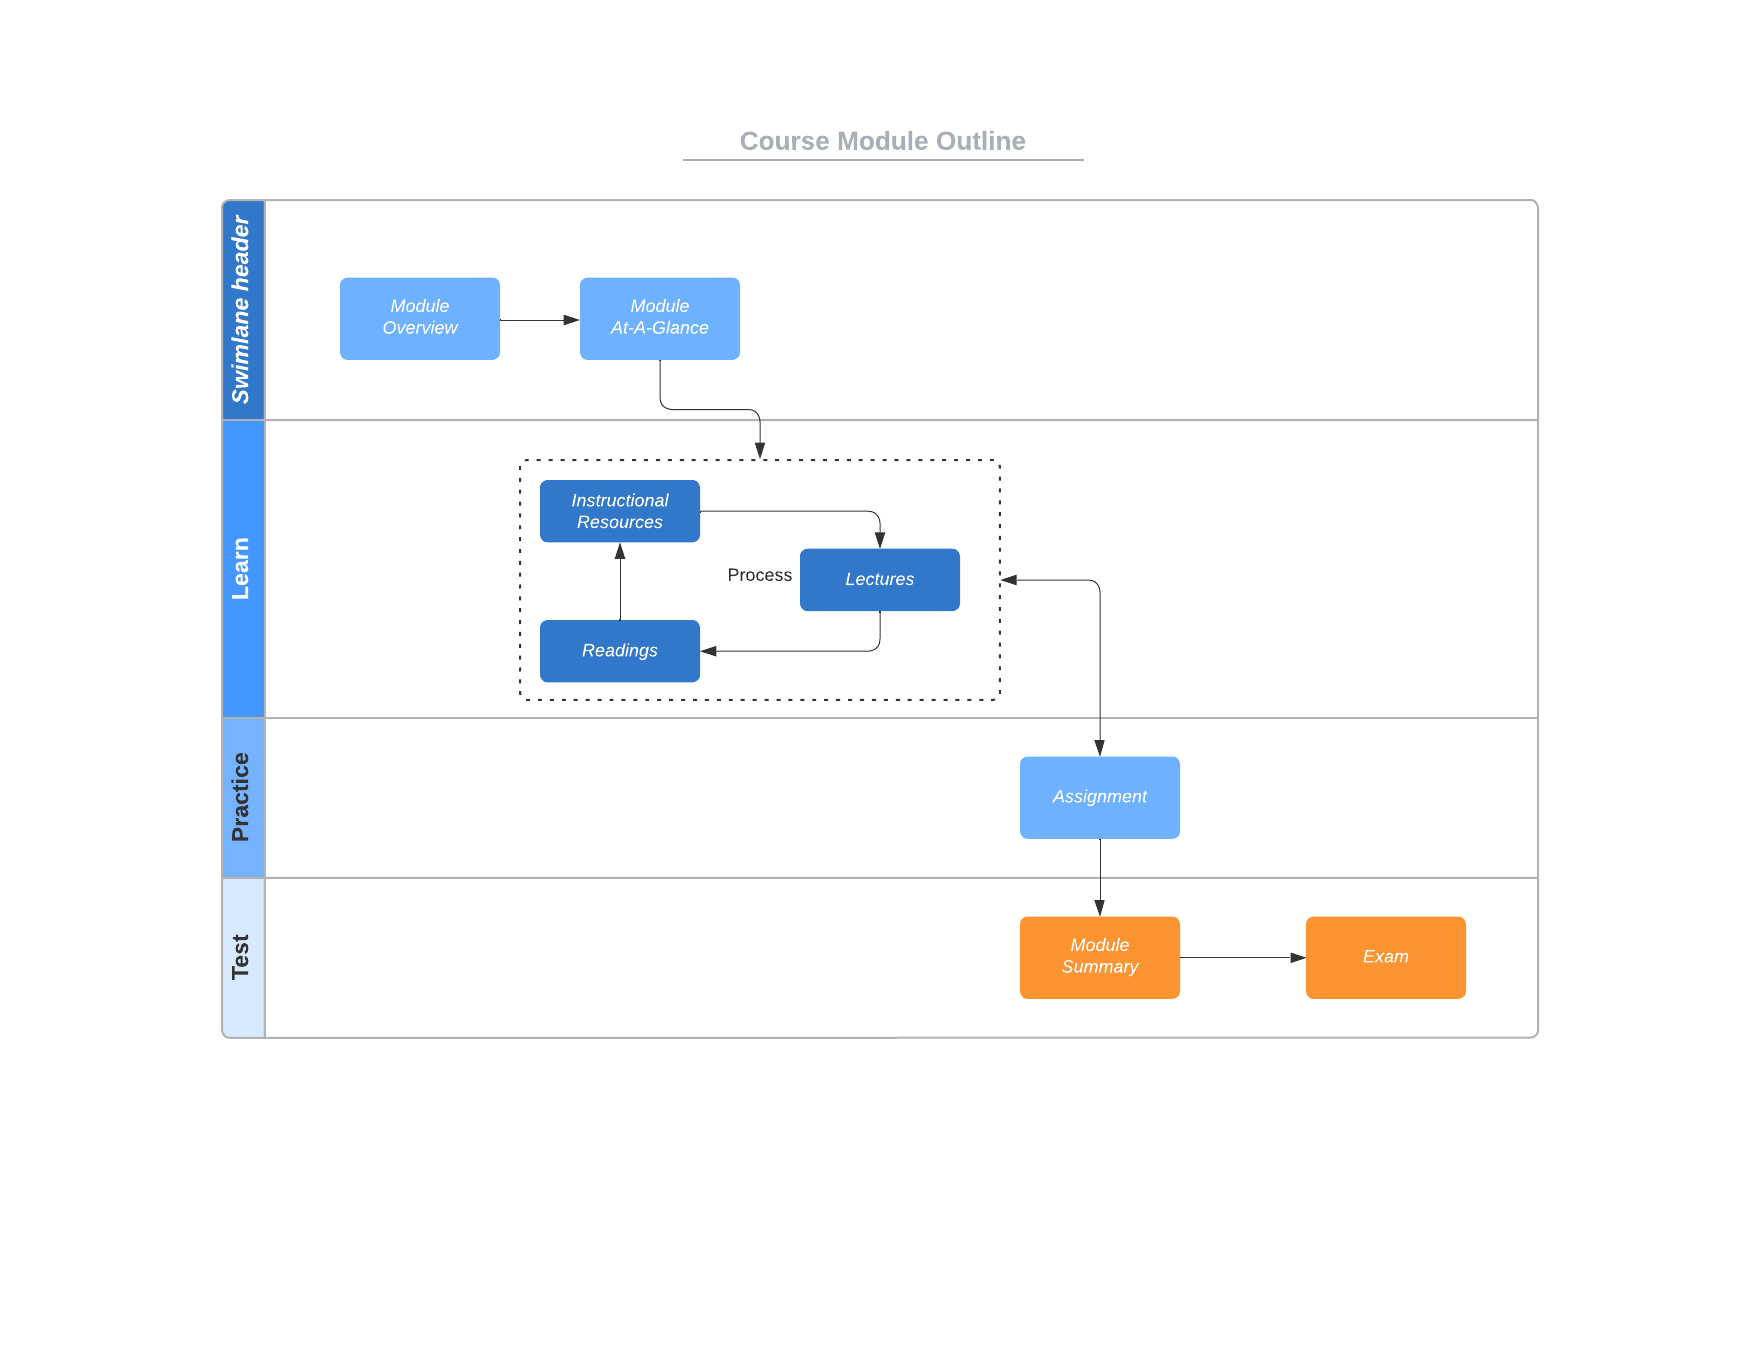 Course Module Outline
Swimlane header
Module
Overview
Module
At-A-Glance
Learn
Instructional
Resources
Process
Lectures
Readings
Practice
Assignment
Test
Module
Summary
Exam